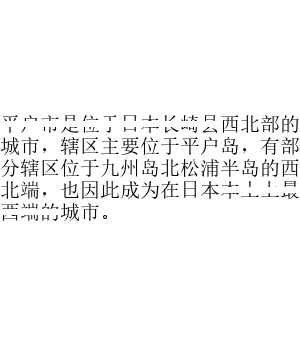 平户市是位于日本长崎县西北部的
城市，辖区主要位于平户岛，有部
分辖区位于九州岛北松浦半岛的西
北端，也因此成为在日本本土上最
西端的城市。